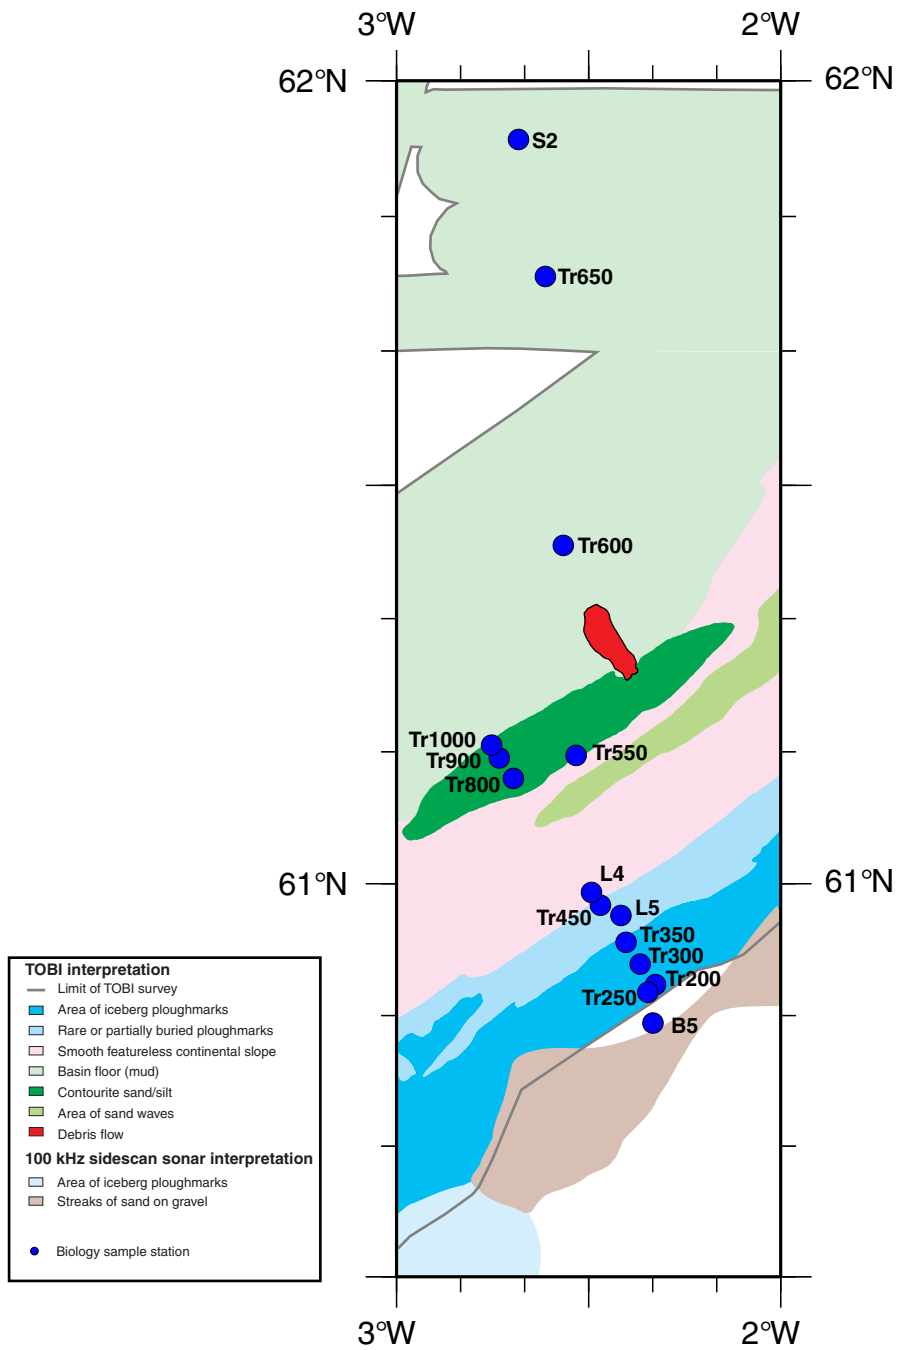 3°W 2°W
62°N 62°N
S2
Tr650
Tr600
Tr1000
Tr900
Tr550
Tr800
L4
61°N 61°N
Tr450 L5
Tr350
Tr300
Tr200
Tr250
B5
TOBI interpretation
Limit of TOBI survey
Area of iceberg ploughmarks
Rare or partially buried ploughmarks
Smooth featureless continental slope
Basin floor (mud)
Contourite sand/silt
Area of sand waves
Debris flow
100 kHz sidescan sonar interpretation
Area of iceberg ploughmarks
Streaks of sand on gravel
Biology sample station
3°W 2°W